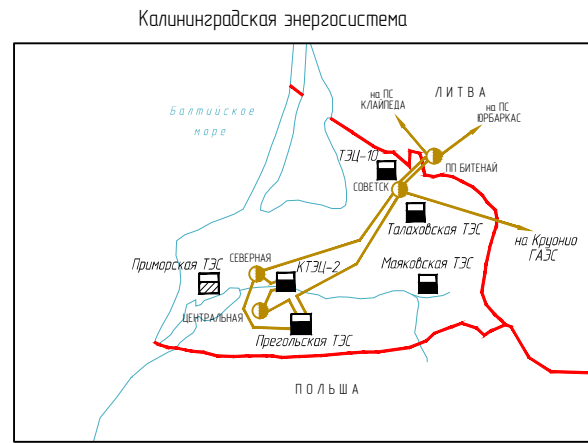 Калининградская энергосистема
Балтийское
море
ЛИТВА
на ПС
КЛАЙПЕДА
на ПС
ЮРБАРКАС
ТЭЦ-10
ПП БИТЕНАЙ
СОВЕТСК
Талаховская ТЭС
на Круонио
ГАЭС
СЕВЕРНАЯ
КТЭЦ-2
Приморская ТЭС
Маяковская ТЭС
ЦЕНТРАЛЬНАЯ
Прегольская ТЭС
ПОЛЬША